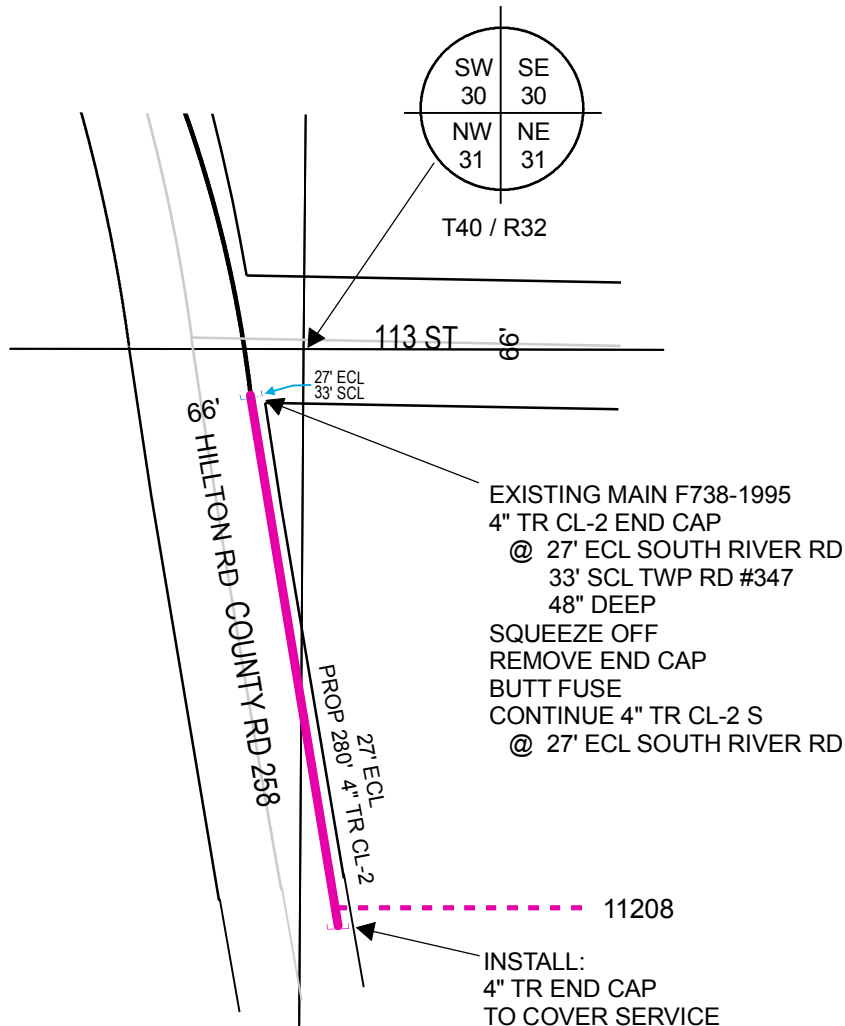 SW SE
30 30
NW NE
31 31
T40 / R32
113 ST 66'
27' ECL
33' SCL
66' HILLTON RD COUNTY RD 258
EXISTING MAIN F738-1995
4" TR CL-2 END CAP
@ 27' ECL SOUTH RIVER RD
33' SCL TWP RD #347
48" DEEP
SQUEEZE OFF
REMOVE END CAP
BUTT FUSE
CONTINUE 4" TR CL-2 S
@ 27' ECL SOUTH RIVER RD
27' ECL
PROP 280' 4" TR CL-2
11208
INSTALL:
4" TR END CAP
TO COVER SERVICE